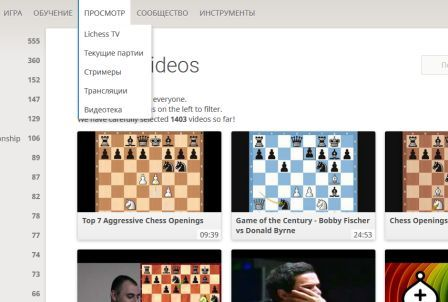 ИГРА ОБУЧЕНИЕ ПРОСМОТР СООБЩЕСТВО ИНСТРУМЕНТЫ
Lichess TV
Текущие партии
Стримеры
Трансляции
Видеотека
555
360
152
147
129
106
89
87
82
78
77
74
73
66
ideos
everyone.
s on the left to filter.
We have carefully selected 1403 videos so far!
Top 7 Aggressive Chess Openings
09:39
Game of the Century - Bobby Fischer
vs Donald Byrne
24:53
Chess Openings